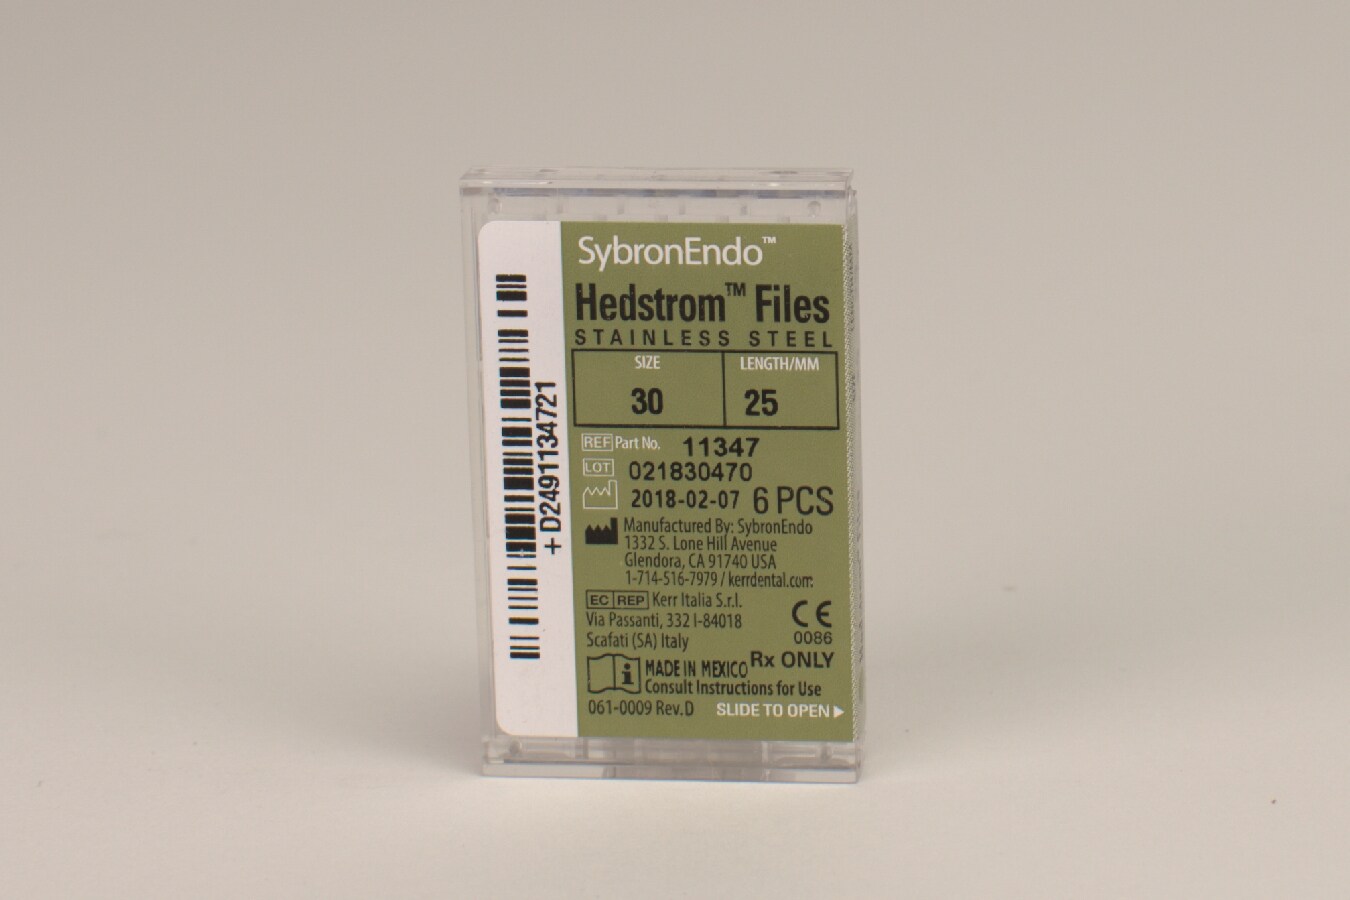 SybronEndo™
Hedstrom™ Files
STAINLESS STEEL
SIZE
30
LENGTH/MM
25
REF Part No. 11347
LOT 021830470
2018-02-07 6 PCS
Manufactured By: SybronEndo
1332 S. Lone Hill Avenue
Glendora, CA 91740 USA
1-714-516-7979 / kerrdental.com
EC REP Kerr Italia S.r.l.
Via Passanti, 332 I-84018
Scafati (SA) Italy
CE
0086
Rx ONLY
MADE IN MEXICO
Consult Instructions for Use
061-0009 Rev.D SLIDE TO OPEN
+D2491134721